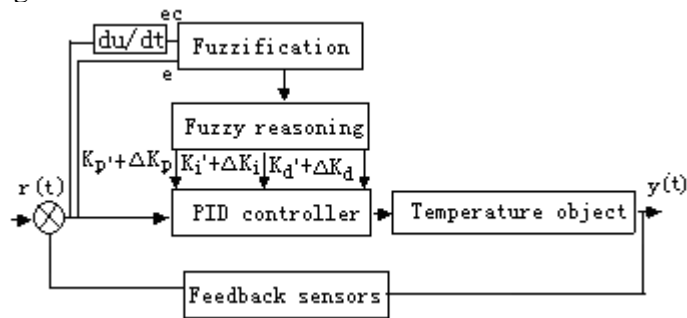 ec
du/dt
Fuzzification
e
Fuzzy reasoning
Kp'+ΔKp Ki'+ΔKi Kd'+ΔKd
r(t)
PID controller
Temperature object
y(t)
Feedback sensors